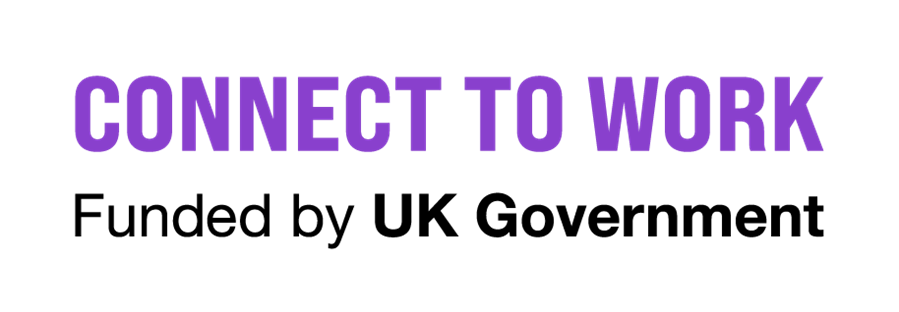 CONNECT TO WORK
Funded by UK Government